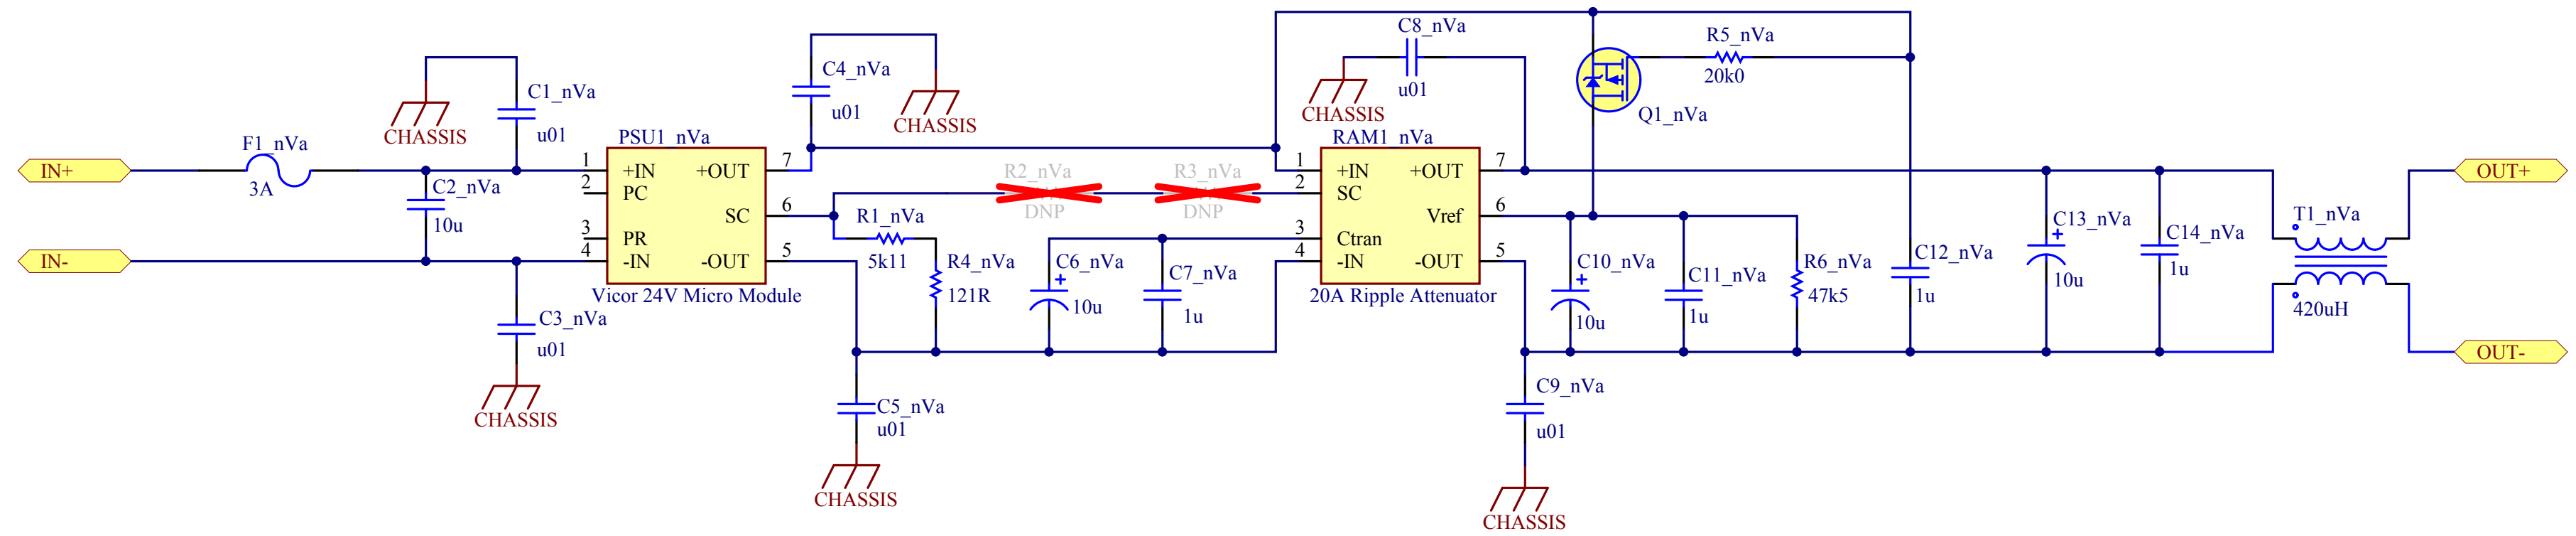 IN+
IN-
F1_nVa
3A
CHASSIS
C1_nVa
u01
C2_nVa
10u
C3_nVa
u01
CHASSIS
PSU1_nVa
1
2
3
4
+IN
PC
PR
-IN
+OUT
SC
-OUT
7
6
5
Vicor 24V Micro Module
C4_nVa
u01
CHASSIS
R1_nVa
5k11
R4_nVa
121R
C5_nVa
u01
CHASSIS
R2_nVa
DNP
R3_nVa
DNP
C6_nVa
10u
C7_nVa
1u
C8_nVa
u01
CHASSIS
RAM1_nVa
1
2
3
4
+IN
SC
Ctran
-IN
+OUT
Vref
-OUT
7
6
5
20A Ripple Attenuator
C9_nVa
u01
CHASSIS
Q1_nVa
R5_nVa
20k0
C10_nVa
10u
C11_nVa
1u
R6_nVa
47k5
C12_nVa
1u
C13_nVa
10u
C14_nVa
1u
T1_nVa
420uH
OUT+
OUT-